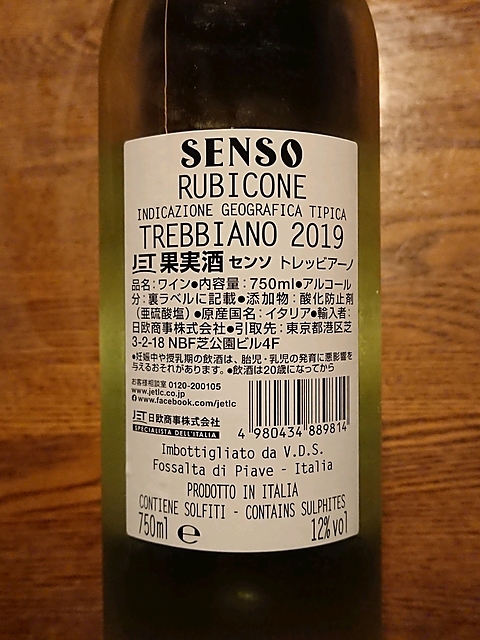 SENSO
RUBICONE
INDICAZIONE GEOGRAFICA TIPICA
TREBBIANO 2019
JET 果実酒 センソ トレッビアーノ
品名:ワイン●内容量:750ml●アルコール
分:裏ラベルに記載●添加物:酸化防止剤
(亜硫酸塩)●原産国名:イタリア●輸入者:
日欧商事株式会社●引取先:東京都港区芝
3-2-18 NBF芝公園ビル4F
●妊娠中や授乳期の飲酒は、胎児・乳児の発育に悪影響を
与えるおそれがあります。●飲酒は20歳になってから
お客様相談室 0120-200105
www.jetlc.co.jp
www.facebook.com/jetlc
JET 日欧商事株式会社
SPECIALISTA DELL'ITALIA
4 980434 889814
Imbottigliato da V.D.S.
Fossalta di Piave - Italia
PRODOTTO IN ITALIA
CONTIENE SOLFITI - CONTAINS SULPHITES
750ml e 12% vol